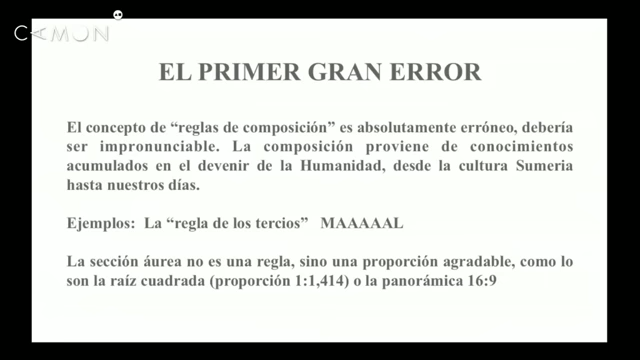 CAMON
EL PRIMER GRAN ERROR
El concepto de “reglas de composición” es absolutamente erróneo, debería
ser impronunciable. La composición proviene de conocimientos
acumulados en el devenir de la Humanidad, desde la cultura Sumeria
hasta nuestros días.
Ejemplos: La “regla de los tercios” MAAAAAL
La sección áurea no es una regla, sino una proporción agradable, como lo
son la raíz cuadrada (proporción 1:1,414) o la panorámica 16:9